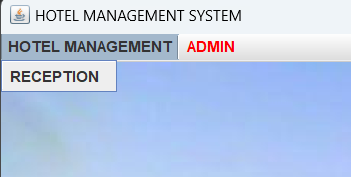 HOTEL MANAGEMENT SYSTEM
HOTEL MANAGEMENT ADMIN
RECEPTION